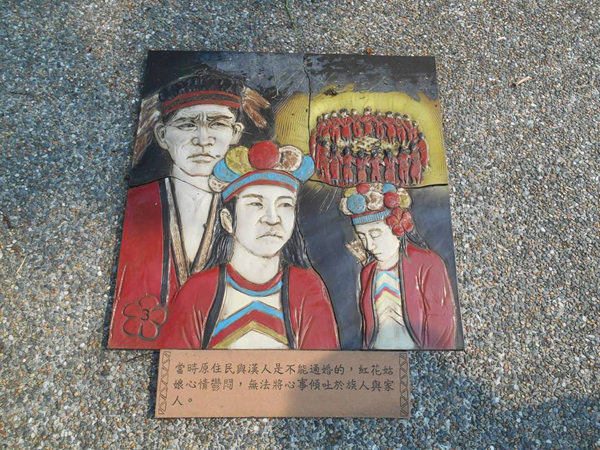 3
當時原住民與漢人是不能通婚的，紅花姑
娘心情鬱悶，無法將心事傾吐於族人與家
人。